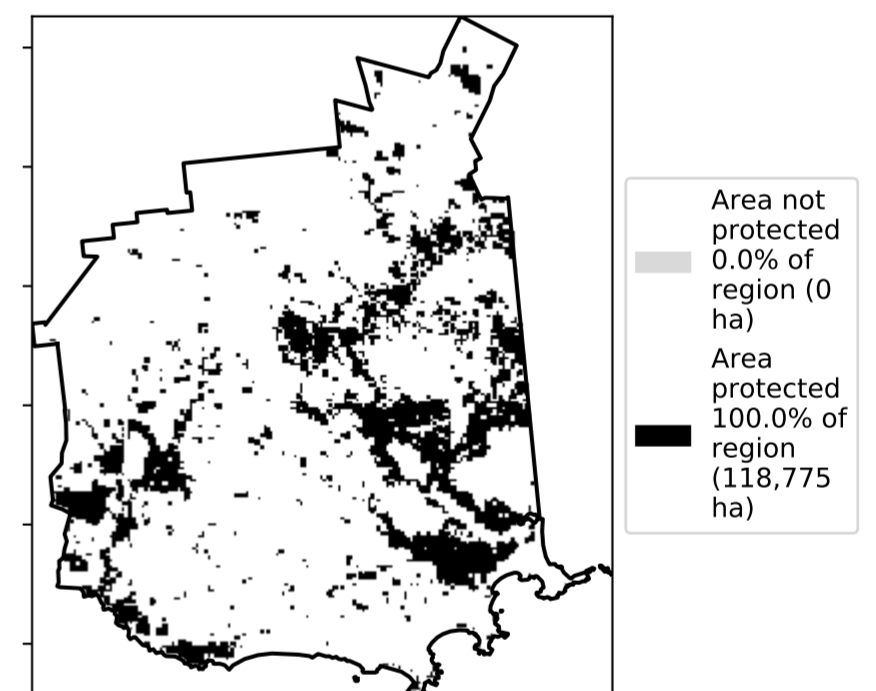 Area not
protected
0.0% of
region (0
ha)
Area
protected
100.0% of
region
(118,775
ha)